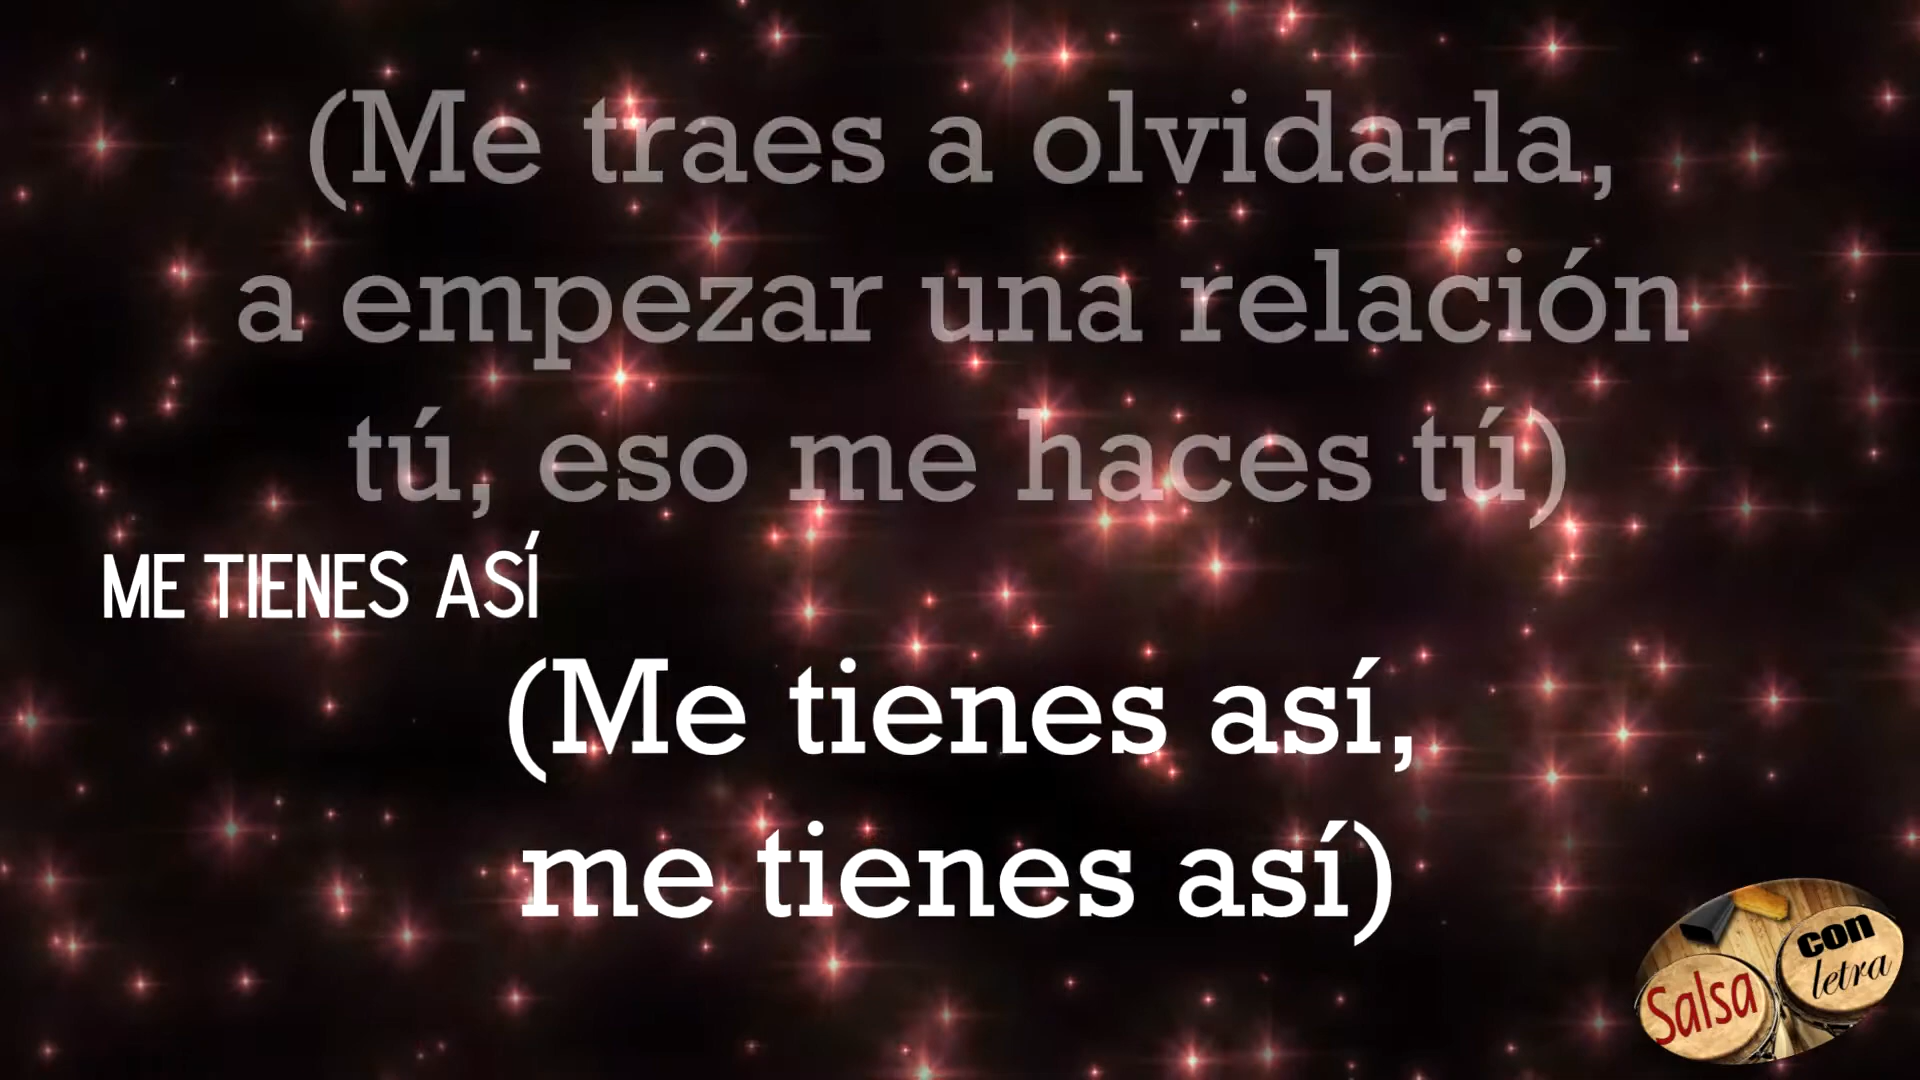 (Me traes a olvidarla,
a empezar una relación
tú, eso me haces tú)
ME TIENES ASÍ
(Me tienes así,
me tienes así)
Salsa
con
letra